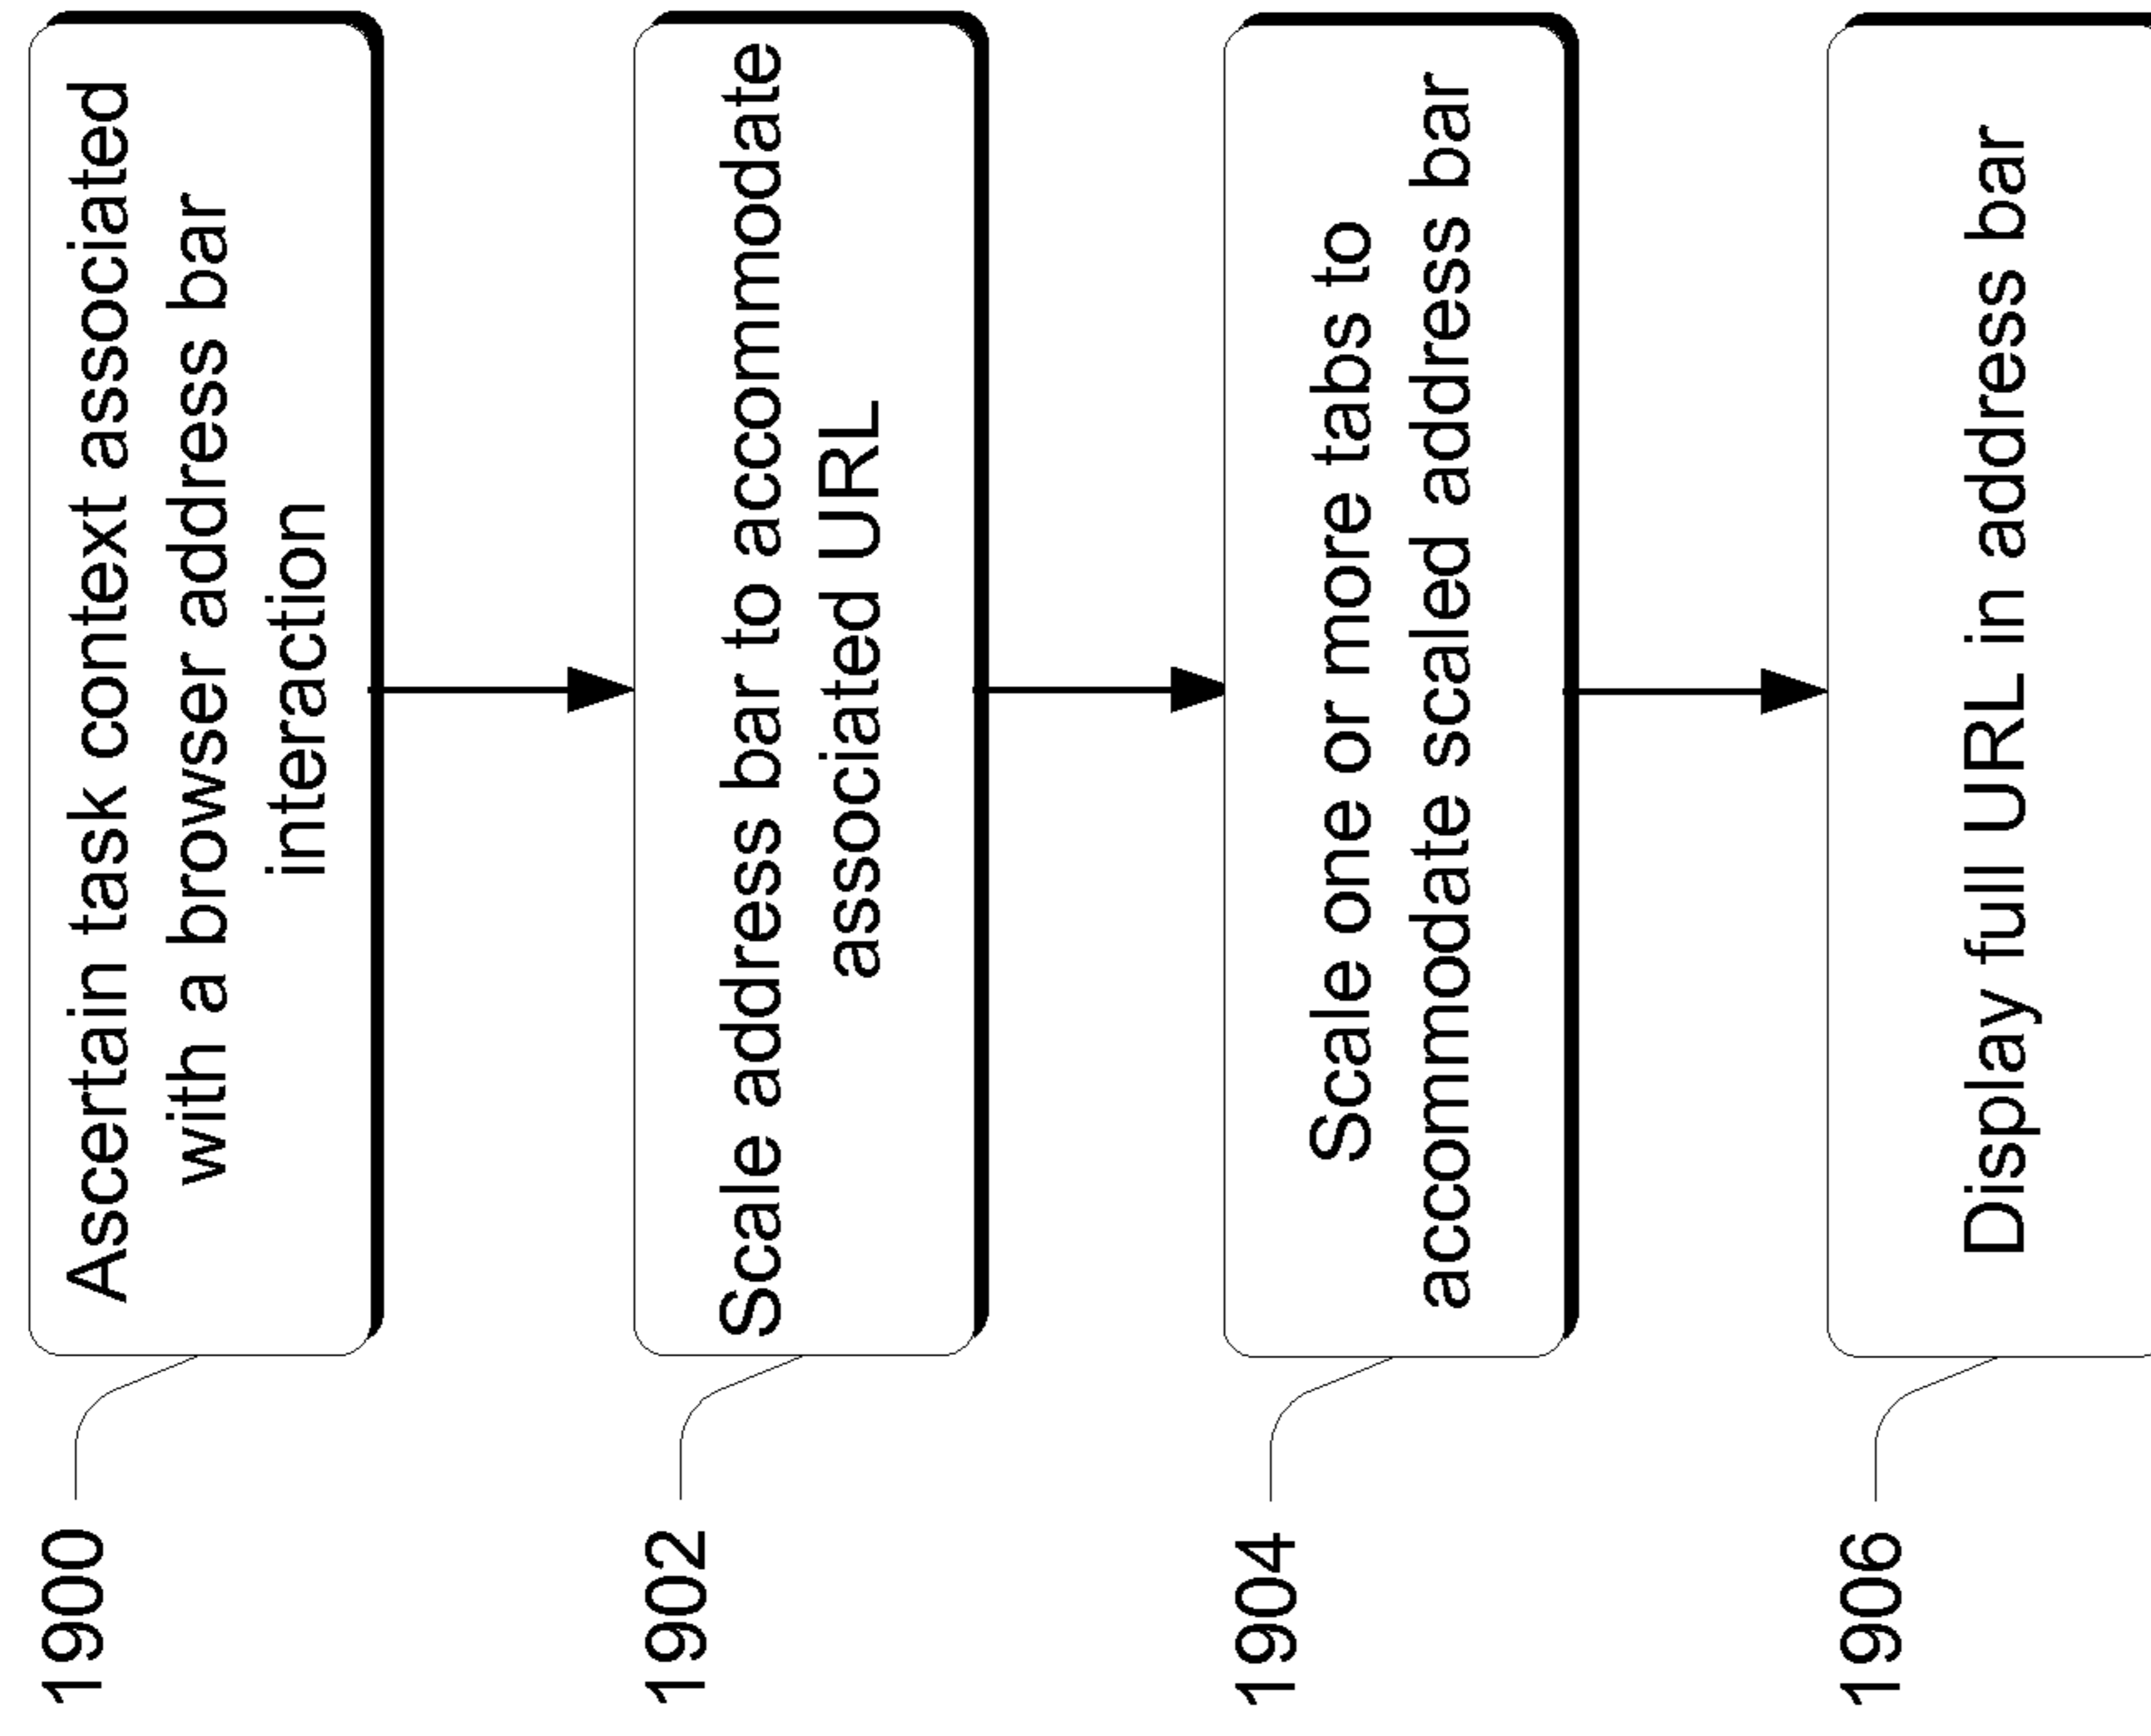 1900
Ascertain task context associated
with a browser address bar
interaction
1902
Scale address bar to accommodate
associated URL
1904
Scale one or more tabs to
accommodate scaled address bar
1906
Display full URL in address bar